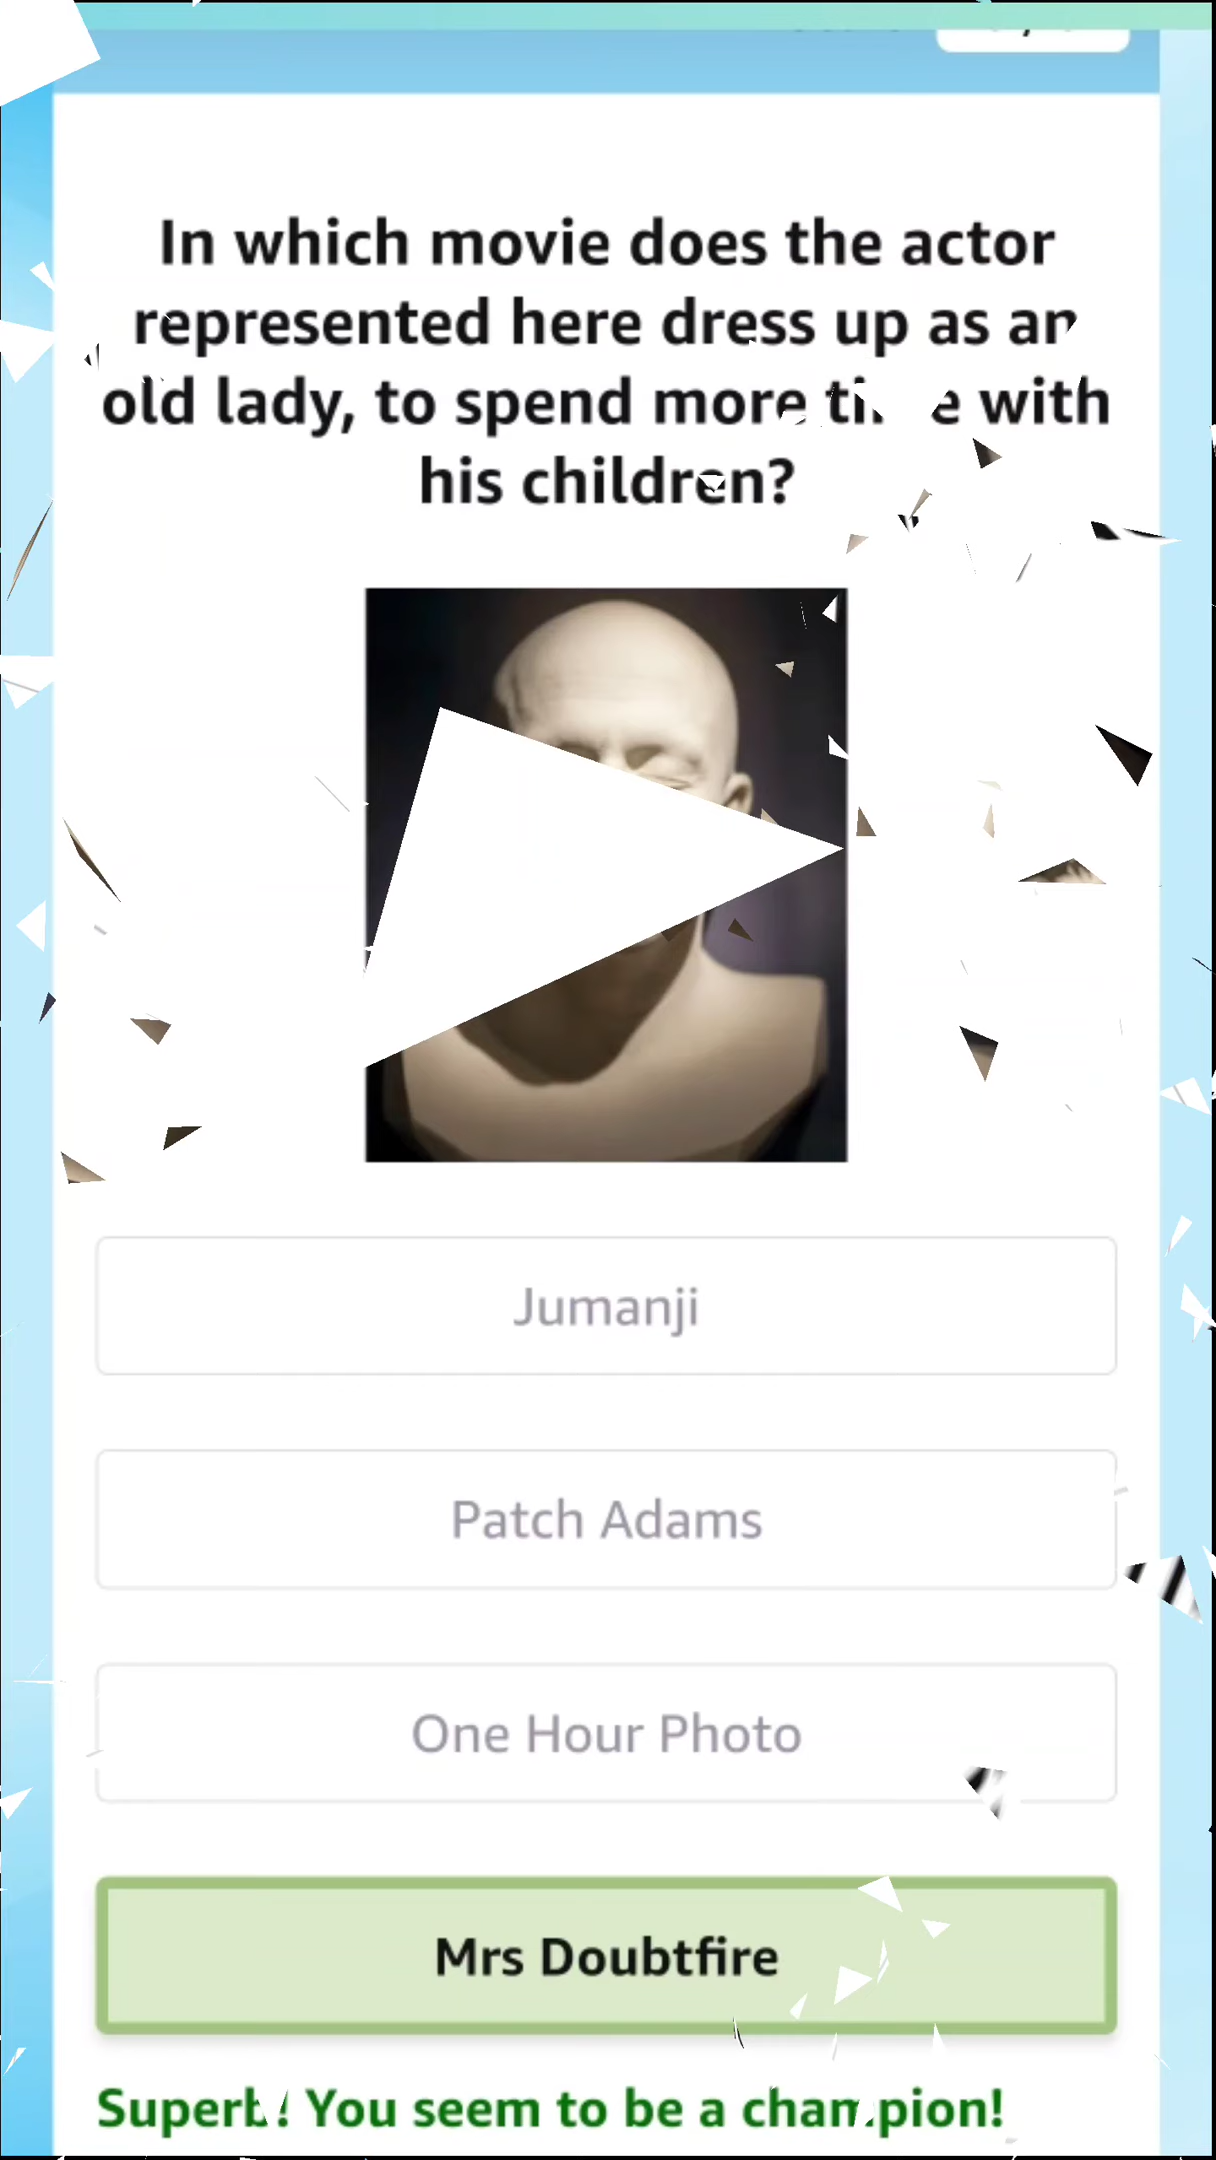 In which movie does the actor
represented here dress up as an
old lady, to spend more with
his children?
Jumanji
Patch Adams
One Hour Photo
Mrs Doubtfire
Superb! You seem to be a champion!